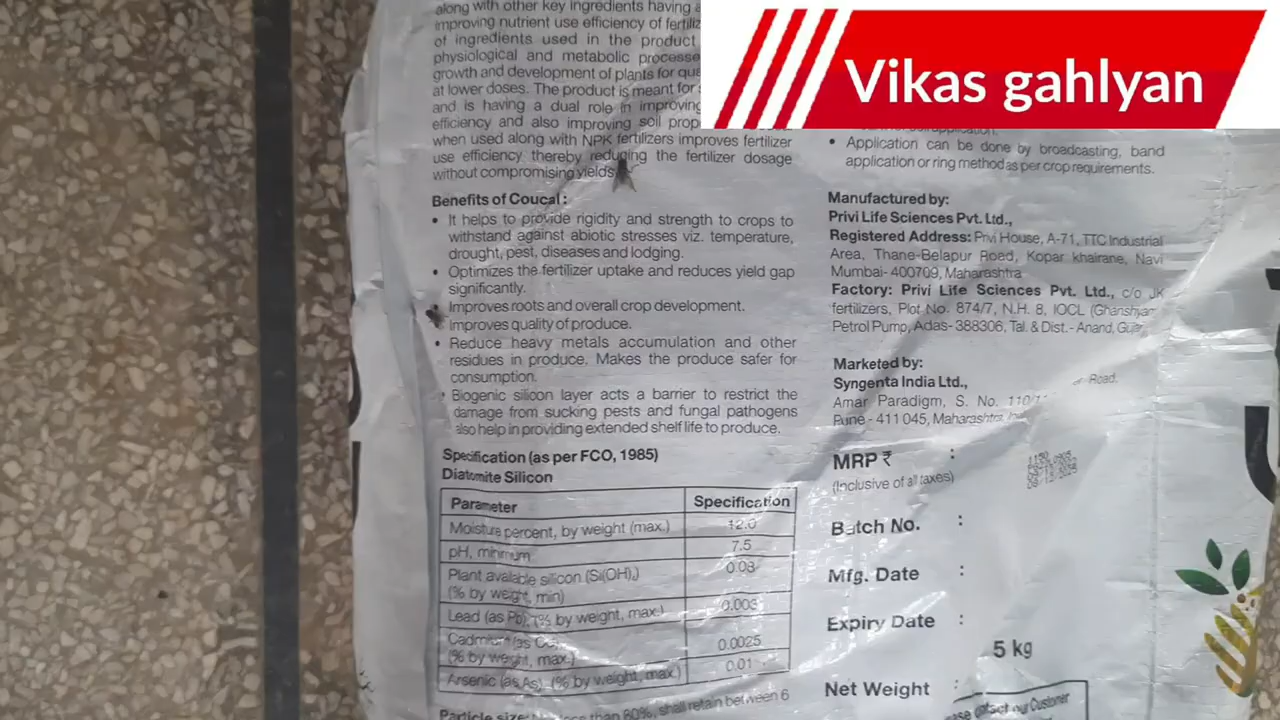 Vikas gahlyan
along with other key ingredients having
improving nutrient use efficiency of
of ingredients used in the product
physiological and metabolic
growth and development of plants for
at lower doses. The product is meant for
and is having a dual role in improving
efficiency and also improving soil
when used along with NPK fertilizers improves fertilizer
use efficiency thereby reducing the fertilizer dosage
without compromising yields
Benefits of Coucal:
• It helps to provide rigidity and strength to crops to
withstand against abiotic stresses viz. temperature,
drought, pest, diseases and lodging.
• Optimizes the fertilizer uptake and reduces yield gap
significantly.
Improves roots and overall crop development.
Improves quality of produce.
• Reduce heavy metals accumulation and other
residues in produce. Makes the produce safer for
consumption.
• Biogenic silicon layer acts a barrier to restrict the
damage from sucking pests and fungal pathogens
also help in providing extended shelf life to produce.
Specification (as per FCO, 1985)
Diatomite Silicon
Parameter Specification
Moisture percent, by weight (max.) 12.0
pH, minimum 7.5
Plant available silicon (Si(OH)4) 0.08
(% by weight, min)
Lead (as Pb), (% by weight, max.) 0.003
Cadmium (as
(% by weight, max.) 0.0025
Arsenic (as As), (% by weight, max.) 0.01
Particle size: than 80%, shall retain between 6
• Application can be done by broadcasting, band
application or ring method as per crop requirements.
Manufactured by:
Privi Life Sciences Pvt. Ltd.,
Registered Address: Privi House, A-71, TTC Industrial
Area, Thane-Belapur Road, Kopar khairane, Navi
Mumbai- 400709, Maharashtra
Factory: Privi Life Sciences Pvt. Ltd., c/o JK
fertilizers, Plot No. 874/7, N.H. 8, IOCL (Ghanshyam
Petrol Pump, Adas- 388306, Tal. & Dist.- Anand,
Marketed by:
Syngenta India Ltd.,
Amar Paradigm, S. No. Road,
Pune - 411 045, Maharashtra,
MRP ₹ :
(Inclusive of all taxes)
Batch No. :
Mfg. Date :
Expiry Date :
5 kg
Net Weight :
our Customer